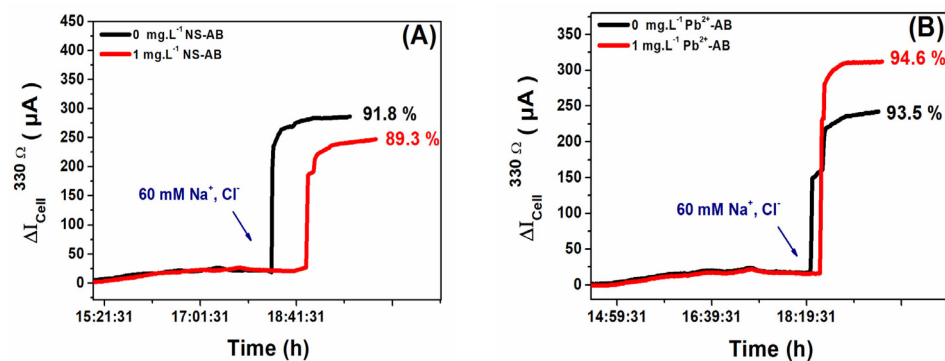 (A)
0 mg.L⁻¹ NS-AB
1 mg.L⁻¹ NS-AB
450
400
350
300
250
200
150
100
50
0
91.8 %
89.3 %
60 mM Na⁺, Cl⁻
ΔI_Cell ^330 Ω (µA)
15:21:31 17:01:31 18:41:31
Time (h)
(B)
0 mg.L⁻¹ Pb²⁺-AB
1 mg.L⁻¹ Pb²⁺-AB
350
300
250
200
150
100
50
0
94.6 %
93.5 %
60 mM Na⁺, Cl⁻
ΔI_Cell ^330 Ω (µA)
14:59:31 16:39:31 18:19:31
Time (h)